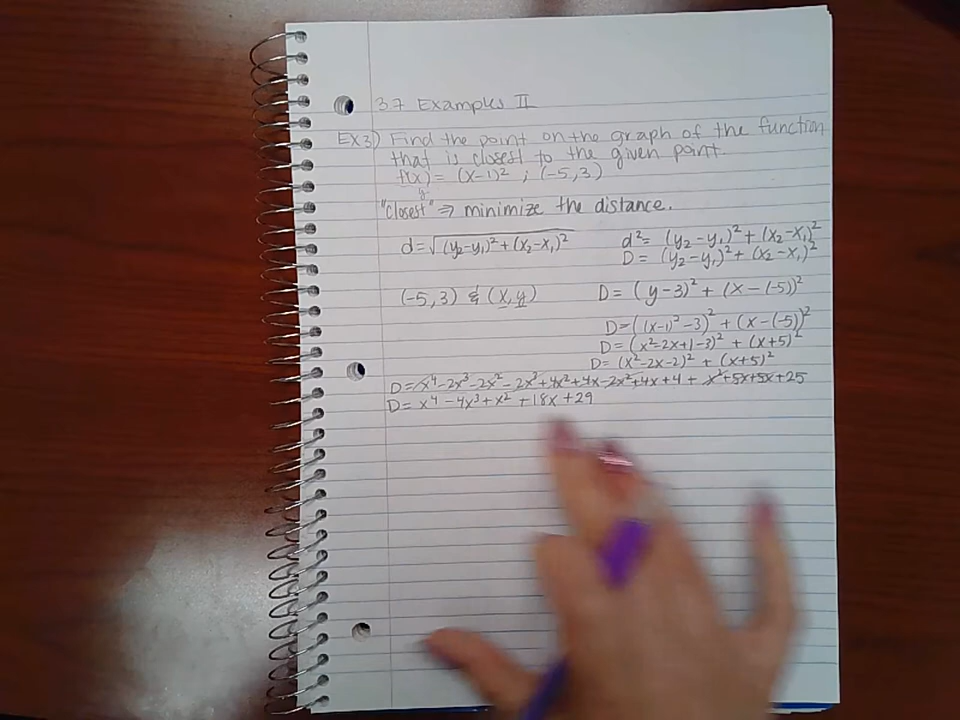 3.7 Examples II
Ex 3) Find the point on the graph of the function
that is closest to the given point.
f(x) = (x-1)² ; (-5,3)
y
"Closest" ⇒ minimize the distance.
d=√(y₂-y₁)²+(x₂-x₁)²
d² = (y₂-y₁)²+(x₂-x₁)²
D = (y₂-y₁)²+(x₂-x₁)²
(-5,3) & (x,y)
D = (y-3)² + (x-(-5))²
D=((x-1)²-3)² + (x-(-5))²
D= (x²-2x+1-3)² + (x+5)²
D= (x²-2x-2)² + (x+5)²
D= x⁴-2x³-2x²-2x³+4x²+4x-2x²+4x+4 + x²+5x+5x+25
D= x⁴-4x³+x²+18x+29